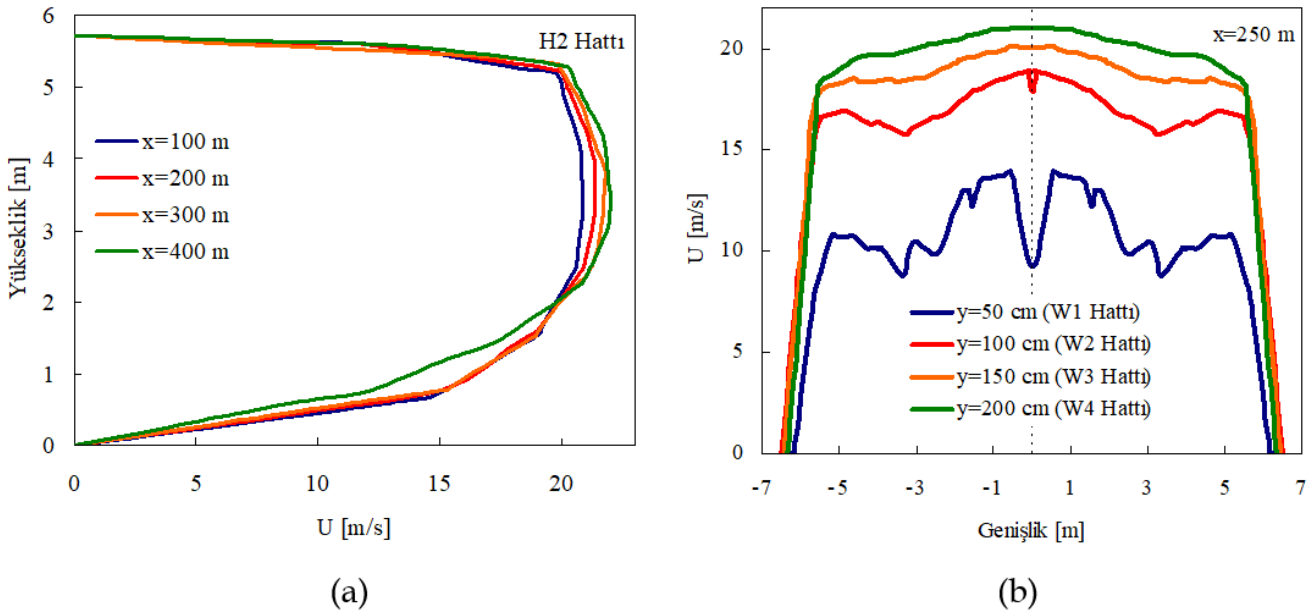 6
5
4
3
2
1
0
Yükseklik [m]
H2 Hattı
x=100 m
x=200 m
x=300 m
x=400 m
0 5 10 15 20
U [m/s]
(a)
20
15
10
5
0
U [m/s]
x=250 m
y=50 cm (W1 Hattı)
y=100 cm (W2 Hattı)
y=150 cm (W3 Hattı)
y=200 cm (W4 Hattı)
-7 -5 -3 -1 1 3 5 7
Genişlik [m]
(b)